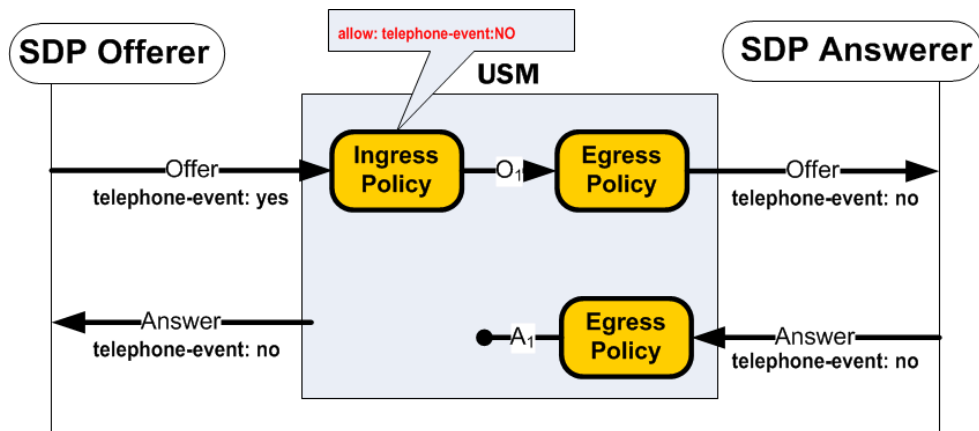 allow: telephone-event:NO
SDP Offerer
SDP Answerer
USM
Ingress
Policy
Egress
Policy
Offer
O₁
Offer
telephone-event: yes
telephone-event: no
Answer
A₁
Egress
Policy
Answer
telephone-event: no
telephone-event: no